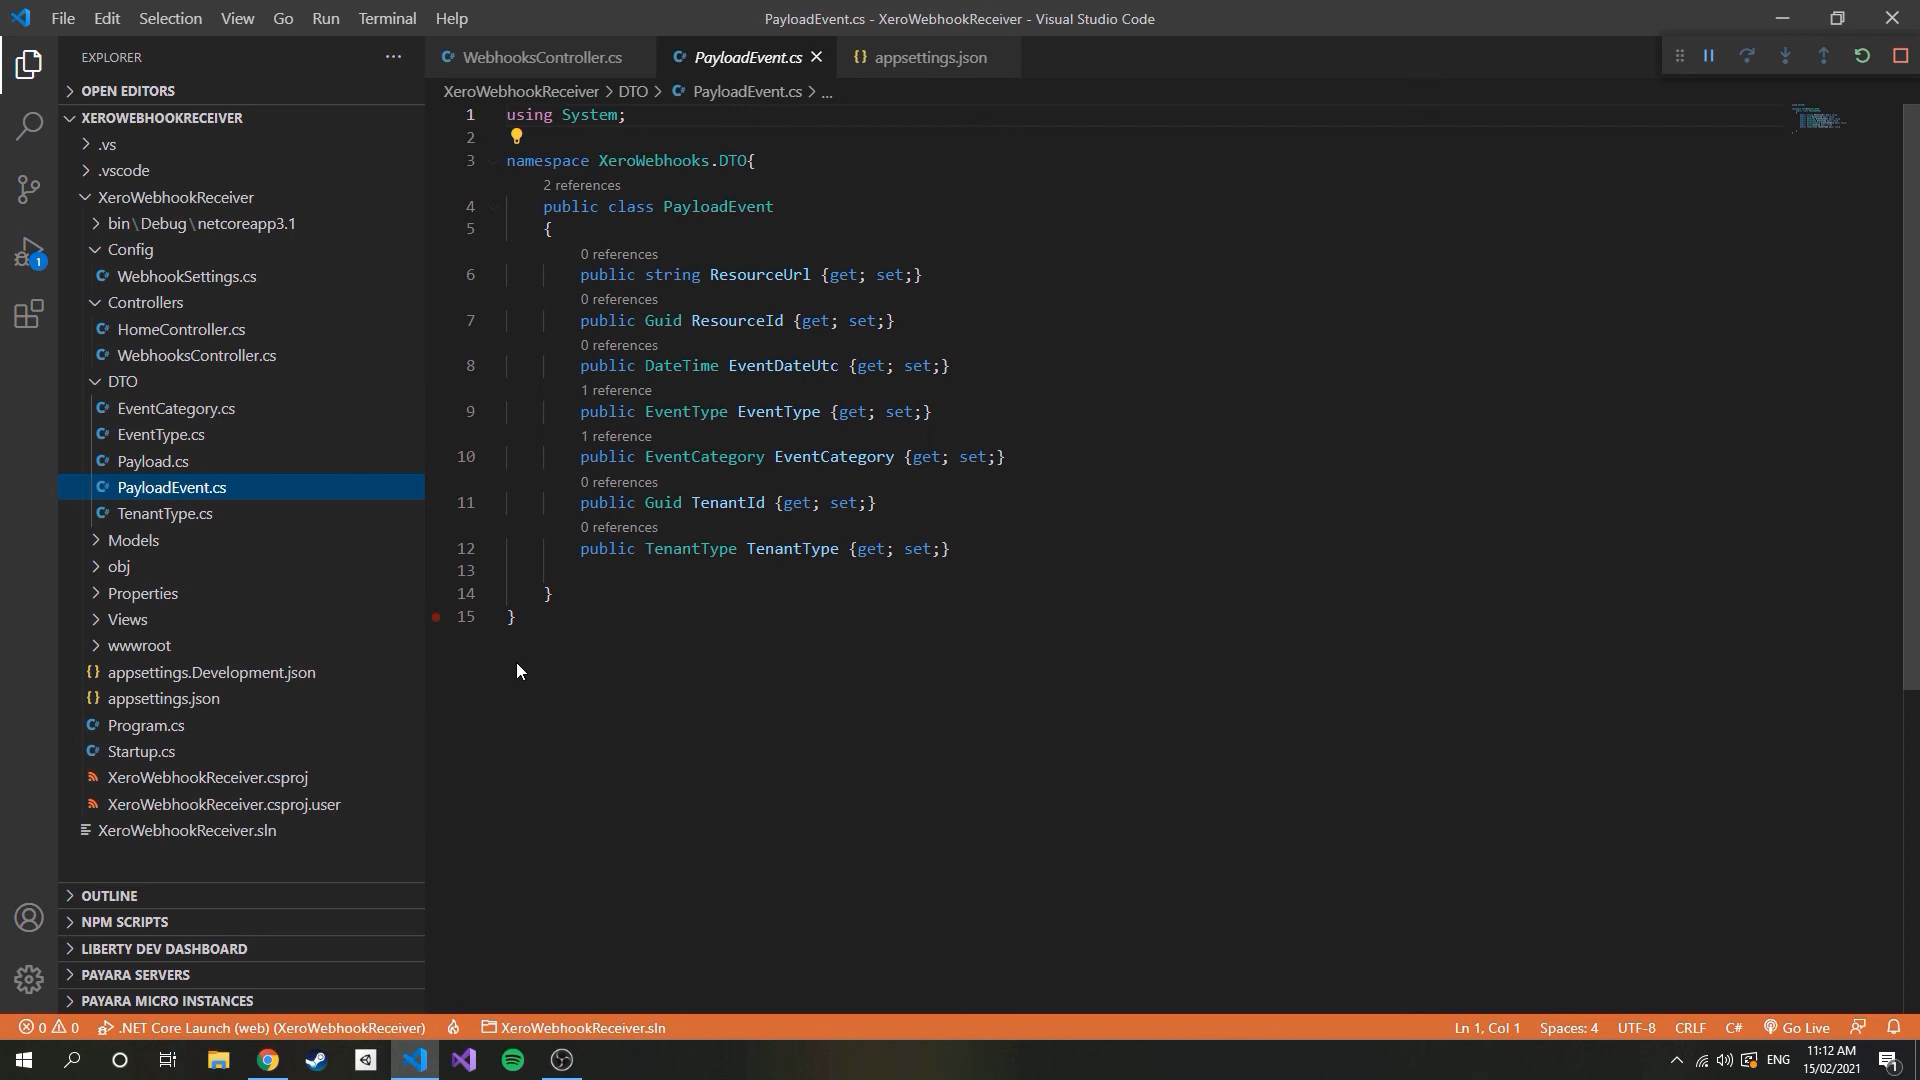 File Edit Selection View Go Run Terminal Help
PayloadEvent.cs - XeroWebhookReceiver - Visual Studio Code
EXPLORER
OPEN EDITORS
XEROWEBHOOKRECEIVER
.vs
.vscode
XeroWebhookReceiver
bin\Debug\netcoreapp3.1
Config
WebhookSettings.cs
Controllers
HomeController.cs
WebhooksController.cs
DTO
EventCategory.cs
EventType.cs
Payload.cs
PayloadEvent.cs
TenantType.cs
Models
obj
Properties
Views
wwwroot
appsettings.Development.json
appsettings.json
Program.cs
Startup.cs
XeroWebhookReceiver.csproj
XeroWebhookReceiver.csproj.user
XeroWebhookReceiver.sln
OUTLINE
NPM SCRIPTS
LIBERTY DEV DASHBOARD
PAYARA SERVERS
PAYARA MICRO INSTANCES
WebhooksController.cs PayloadEvent.cs appsettings.json
XeroWebhookReceiver > DTO > PayloadEvent.cs > ...
1 using System;
2
3 namespace XeroWebhooks.DTO{
2 references
4 public class PayloadEvent
5 {
0 references
6 public string ResourceUrl {get; set;}
0 references
7 public Guid ResourceId {get; set;}
0 references
8 public DateTime EventDateUtc {get; set;}
1 reference
9 public EventType EventType {get; set;}
1 reference
10 public EventCategory EventCategory {get; set;}
0 references
11 public Guid TenantId {get; set;}
0 references
12 public TenantType TenantType {get; set;}
13
14 }
15 }
1
0 0 .NET Core Launch (web) (XeroWebhookReceiver) XeroWebhookReceiver.sln Ln 1, Col 1 Spaces: 4 UTF-8 CRLF C# Go Live
ENG
11:12 AM
15/02/2021
1